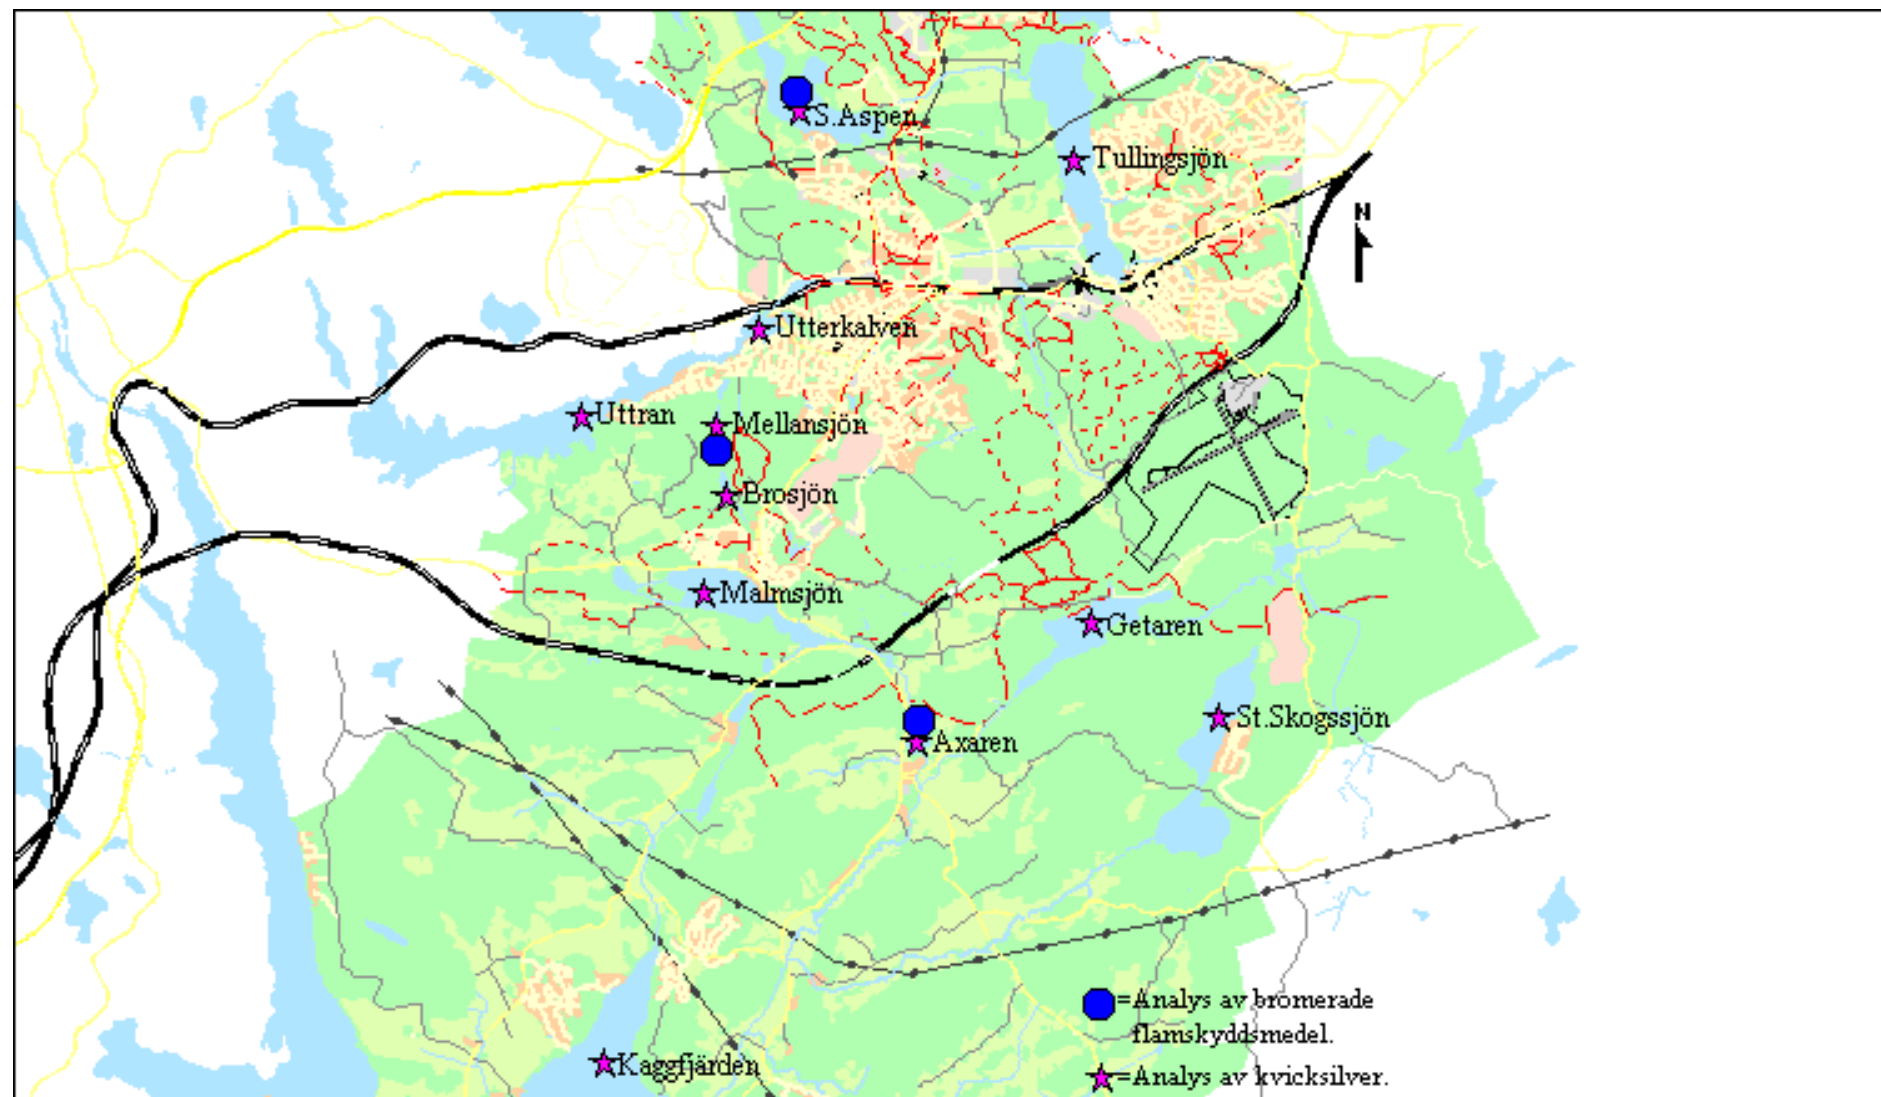 S.Aspen
Tullingsjön
N
Utterkalven
Uttran
Mellansjön
Brosjön
Malmsjön
Getaren
St.Skogssjön
Axaren
=Analys av bromerade
flamskyddsmedel.
Kaggfjärden
=Analys av kvicksilver.